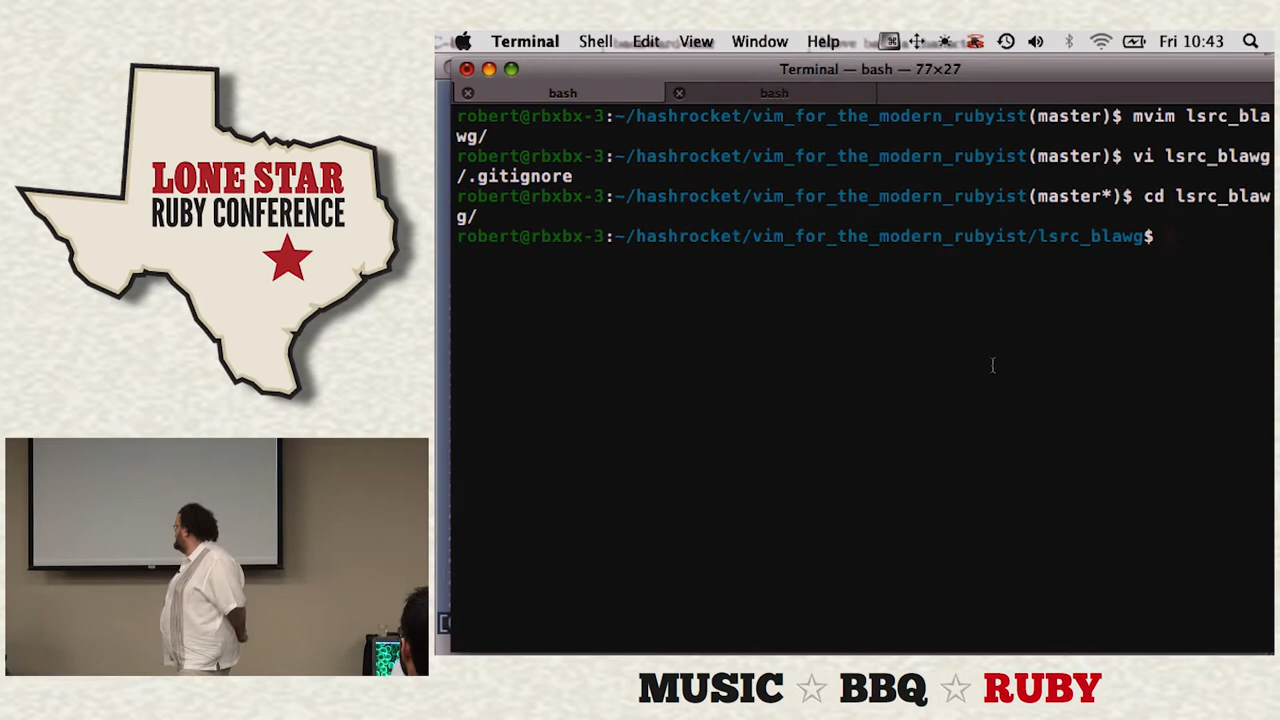 LONE STAR
RUBY CONFERENCE
Terminal Shell Edit View Window Help Fri 10:43
Terminal — bash — 77×27
bash bash
robert@rbxbx-3:~/hashrocket/vim_for_the_modern_rubyist(master)$ mvim lsrc_bla
wg/
robert@rbxbx-3:~/hashrocket/vim_for_the_modern_rubyist(master)$ vi lsrc_blawg
/.gitignore
robert@rbxbx-3:~/hashrocket/vim_for_the_modern_rubyist(master*)$ cd lsrc_blaw
g/
robert@rbxbx-3:~/hashrocket/vim_for_the_modern_rubyist/lsrc_blawg$
MUSIC ☆ BBQ ☆ RUBY